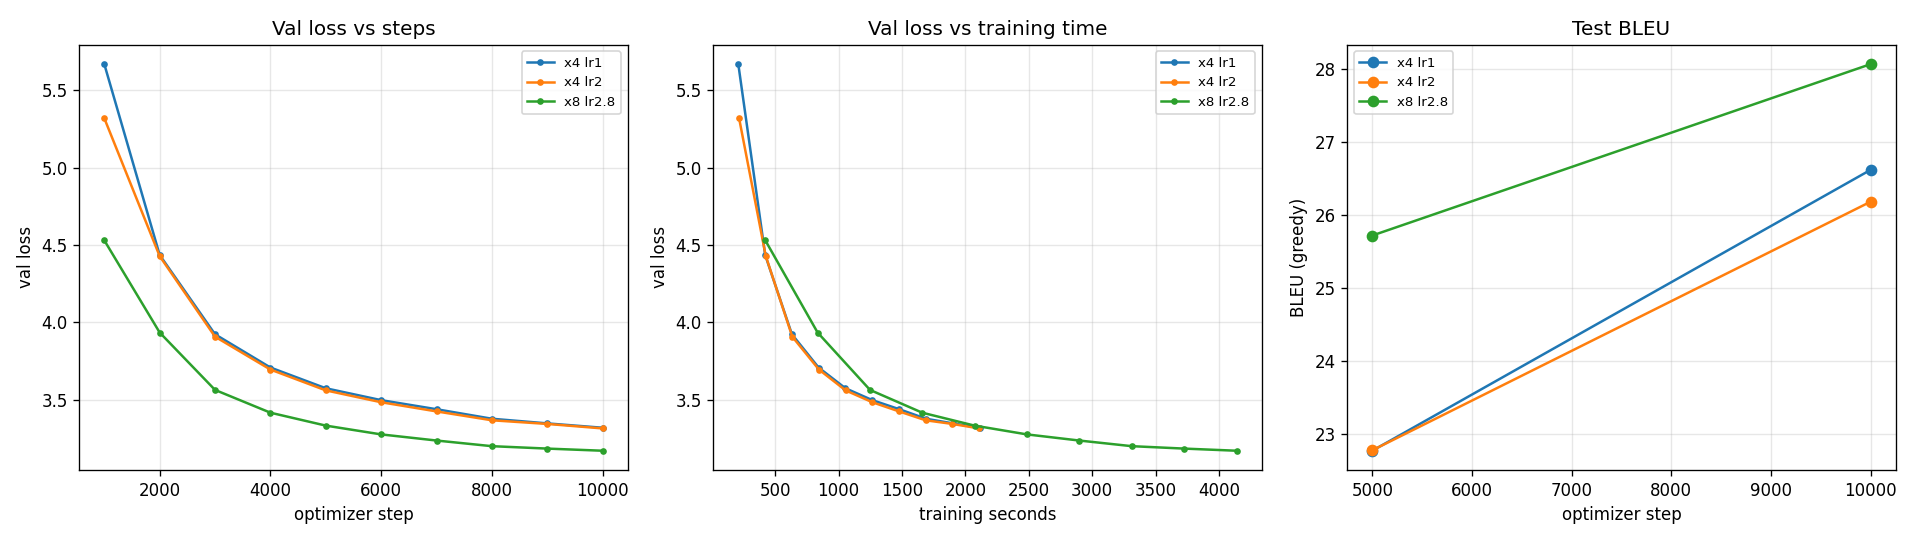 Val loss vs steps
val loss
5.5
5.0
4.5
4.0
3.5
x4 lr1
x4 lr2
x8 lr2.8
2000 4000 6000 8000 10000
optimizer step
Val loss vs training time
val loss
5.5
5.0
4.5
4.0
3.5
x4 lr1
x4 lr2
x8 lr2.8
500 1000 1500 2000 2500 3000 3500 4000
training seconds
Test BLEU
BLEU (greedy)
28
27
26
25
24
23
x4 lr1
x4 lr2
x8 lr2.8
5000 6000 7000 8000 9000 10000
optimizer step